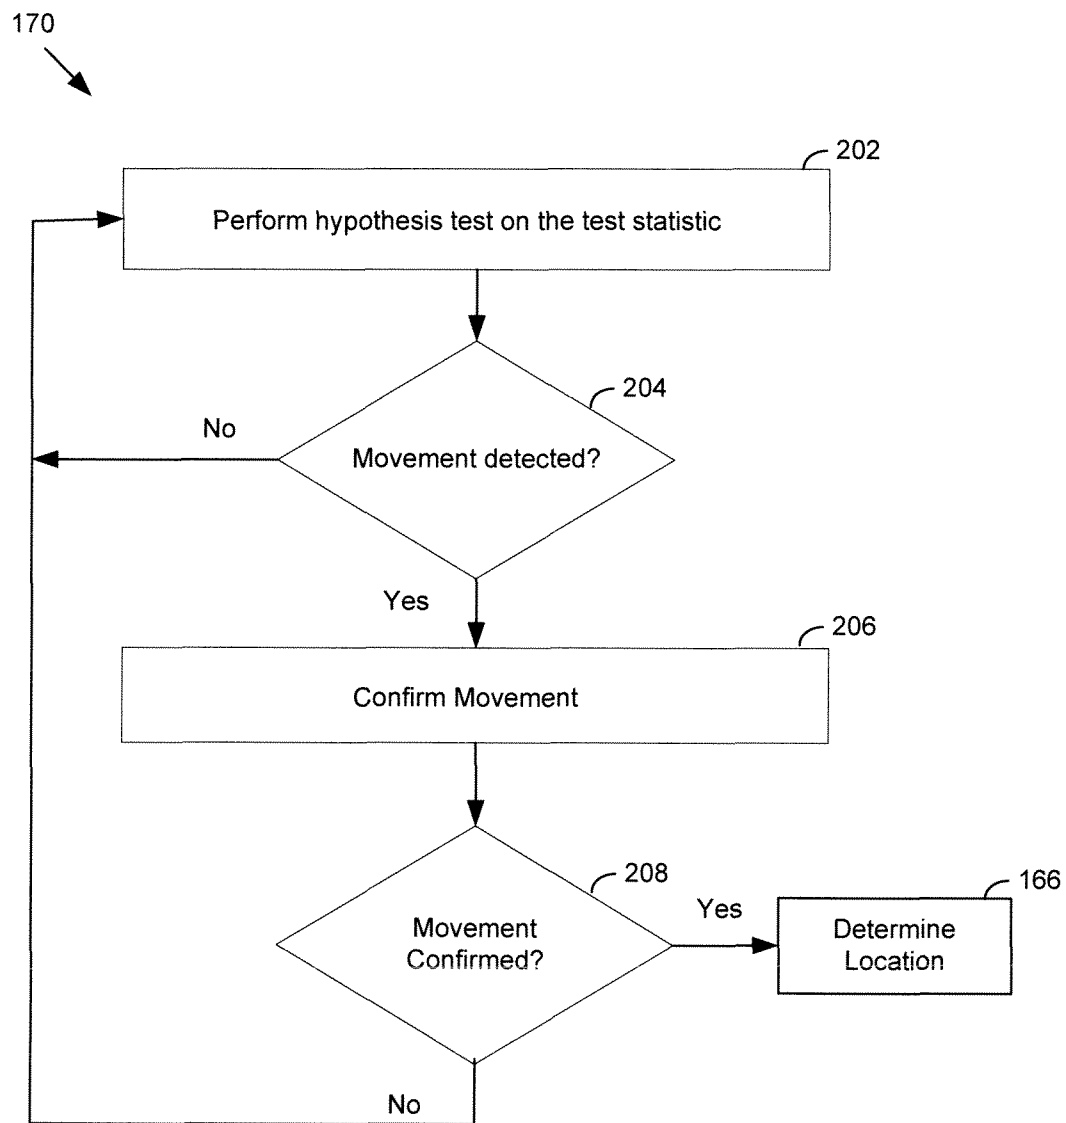 170
202
Perform hypothesis test on the test statistic
204
No
Movement detected?
Yes
206
Confirm Movement
208
166
Yes
Movement
Confirmed?
Determine
Location
No